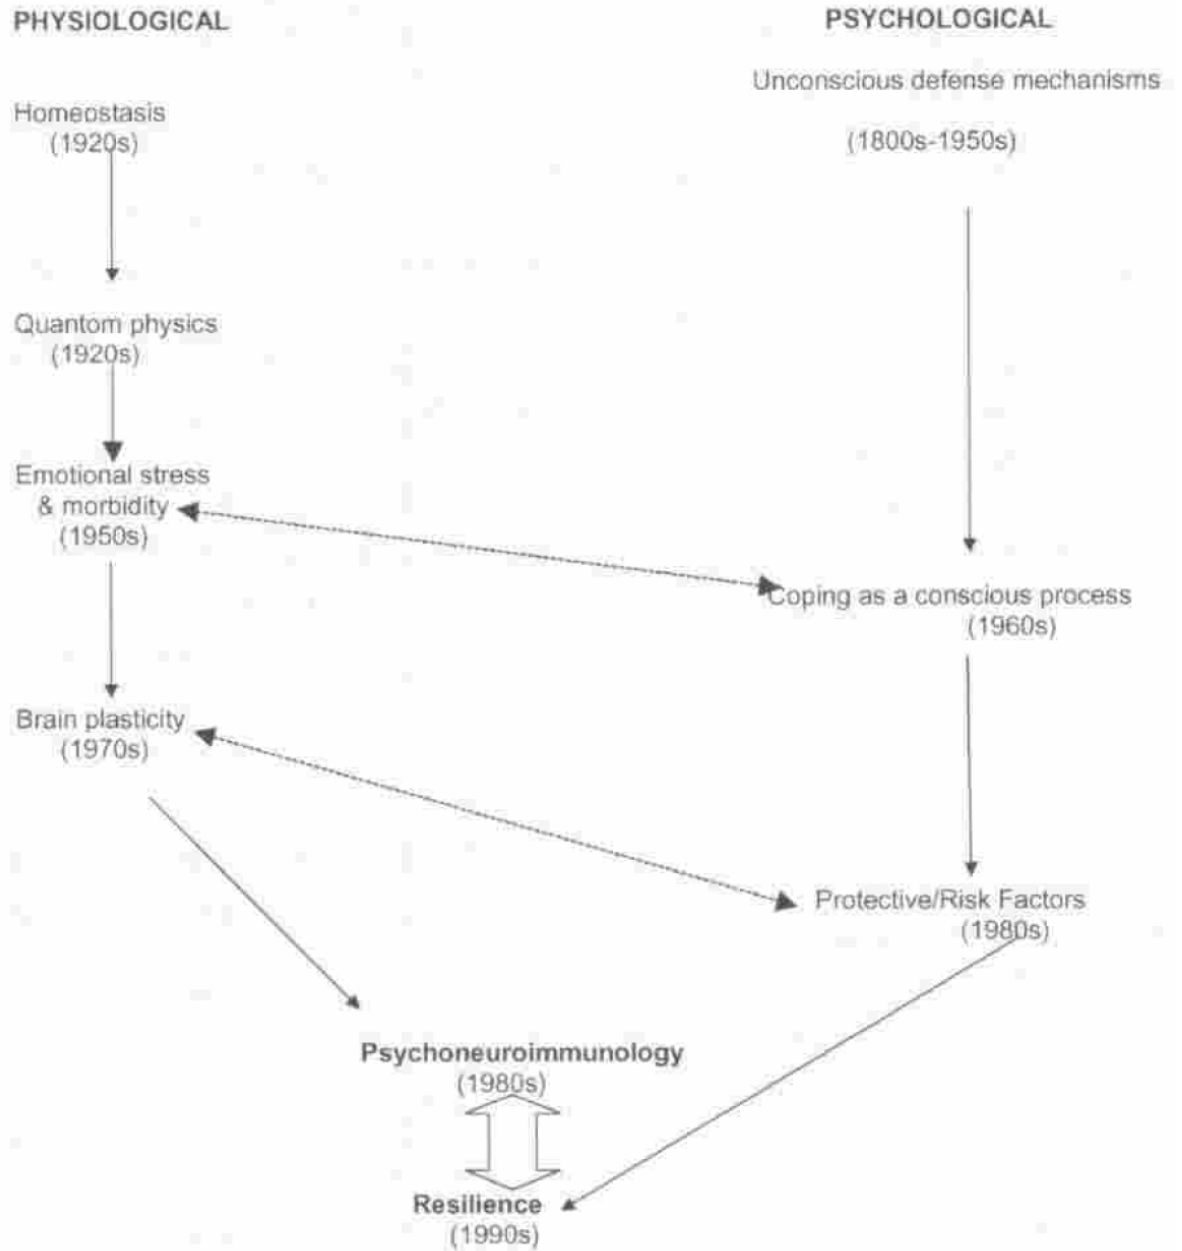 PHYSIOLOGICAL
PSYCHOLOGICAL
Unconscious defense mechanisms
(1800s-1950s)
Homeostasis
(1920s)
Quantom physics
(1920s)
Emotional stress
& morbidity
(1950s)
Coping as a conscious process
(1960s)
Brain plasticity
(1970s)
Protective/Risk Factors
(1980s)
Psychoneuroimmunology
(1980s)
Resilience
(1990s)